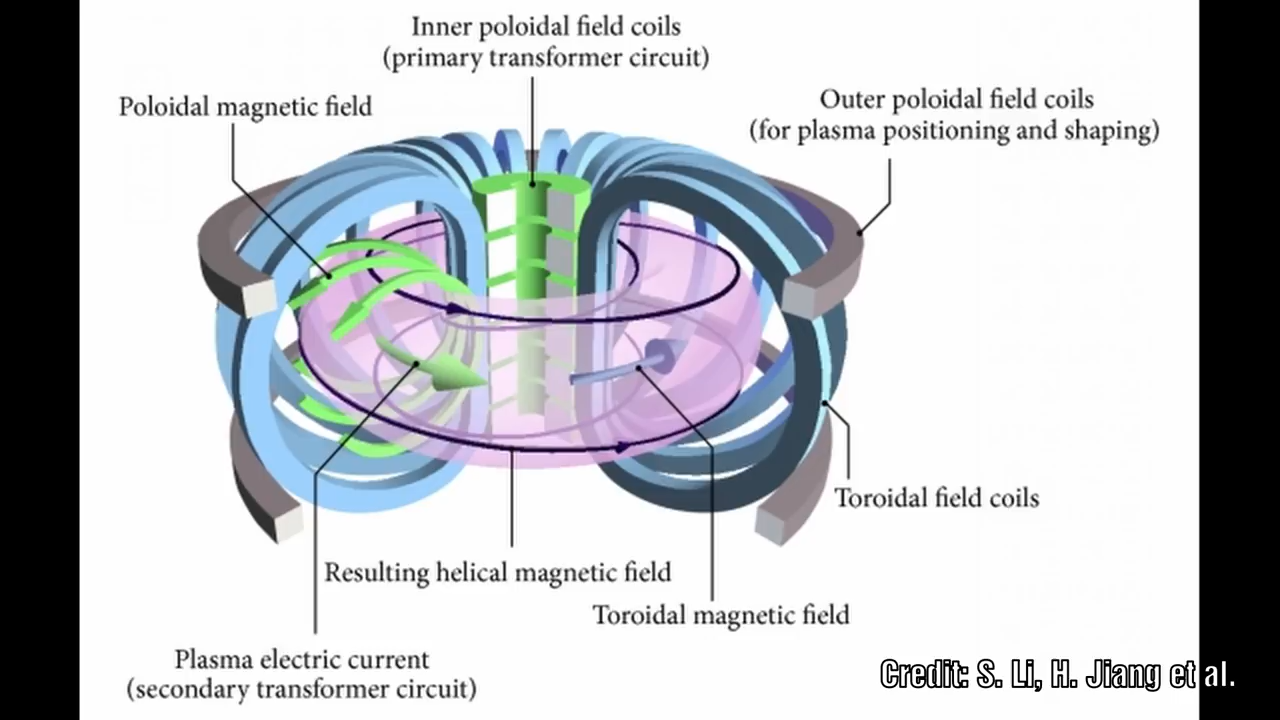 Inner poloidal field coils
(primary transformer circuit)
Poloidal magnetic field
Outer poloidal field coils
(for plasma positioning and shaping)
Toroidal field coils
Resulting helical magnetic field
Toroidal magnetic field
Plasma electric current
(secondary transformer circuit)
Credit: S. Li, H. Jiang et al.